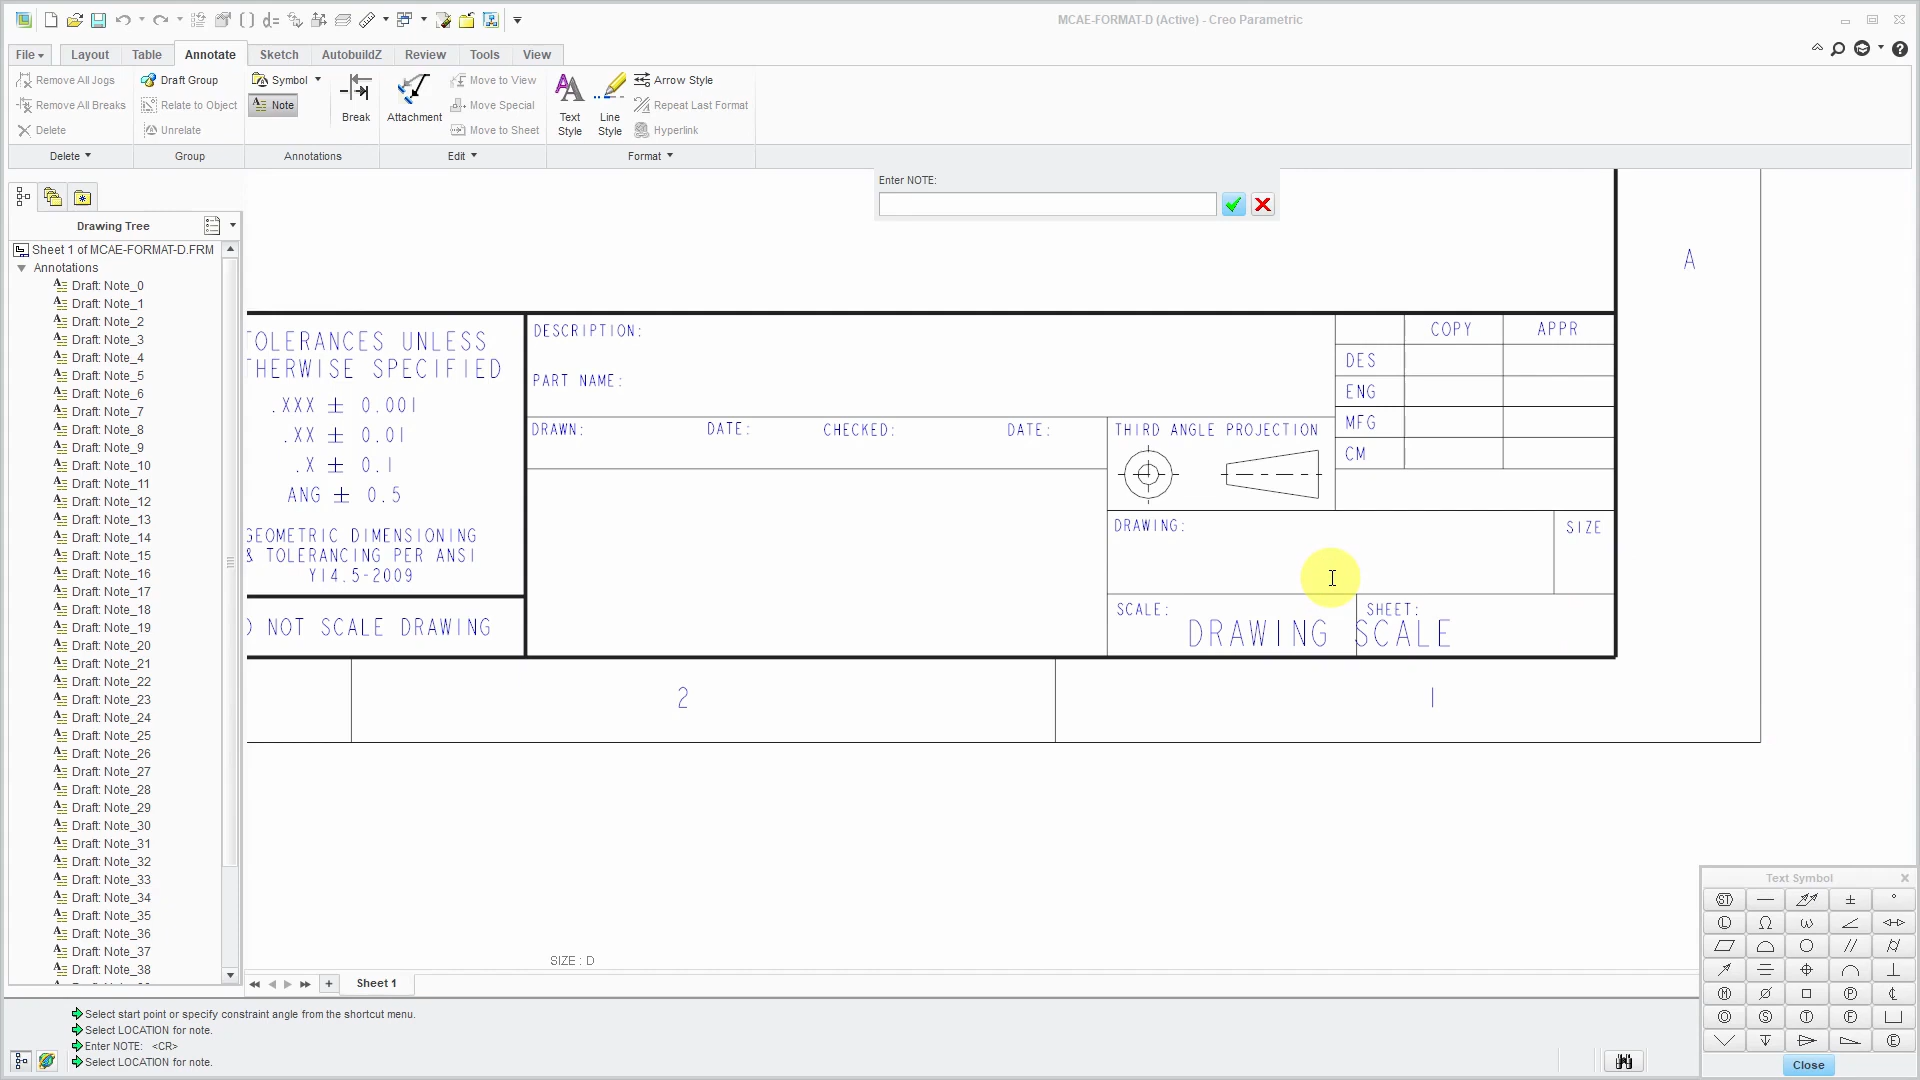 MCAE-FORMAT-D (Active) - Creo Parametric
File
Layout
Table
Annotate
Sketch
AutobuildZ
Review
Tools
View
Remove All Jogs
Remove All Breaks
Delete
Draft Group
Relate to Object
Unrelate
Symbol
Note
Break
Attachment
Move to View
Move Special
Move to Sheet
Text Style
Line Style
Arrow Style
Repeat Last Format
Hyperlink
Delete
Group
Annotations
Edit
Format
Enter NOTE:
Drawing Tree
Sheet 1 of MCAE-FORMAT-D.FRM
Annotations
Draft: Note_0
Draft: Note_1
Draft: Note_2
Draft: Note_3
Draft: Note_4
Draft: Note_5
Draft: Note_6
Draft: Note_7
Draft: Note_8
Draft: Note_9
Draft: Note_10
Draft: Note_11
Draft: Note_12
Draft: Note_13
Draft: Note_14
Draft: Note_15
Draft: Note_16
Draft: Note_17
Draft: Note_18
Draft: Note_19
Draft: Note_20
Draft: Note_21
Draft: Note_22
Draft: Note_23
Draft: Note_24
Draft: Note_25
Draft: Note_26
Draft: Note_27
Draft: Note_28
Draft: Note_29
Draft: Note_30
Draft: Note_31
Draft: Note_32
Draft: Note_33
Draft: Note_34
Draft: Note_35
Draft: Note_36
Draft: Note_37
Draft: Note_38
A
TOLERANCES UNLESS
THERWISE SPECIFIED
.XXX ± 0.001
.XX ± 0.01
.X ± 0.1
ANG ± 0.5
GEOMETRIC DIMENSIONING
& TOLERANCING PER ANSI
Y14.5-2009
NOT SCALE DRAWING
DESCRIPTION:
PART NAME:
DRAWN:
DATE:
CHECKED:
DATE:
THIRD ANGLE PROJECTION
COPY
APPR
DES
ENG
MFG
CM
DRAWING:
SIZE
SCALE:
SHEET:
DRAWING SCALE
2
1
SIZE : D
Sheet 1
Select start point or specify constraint angle from the shortcut menu.
Select LOCATION for note.
Enter NOTE: <CR>
Select LOCATION for note.
Text Symbol
Close